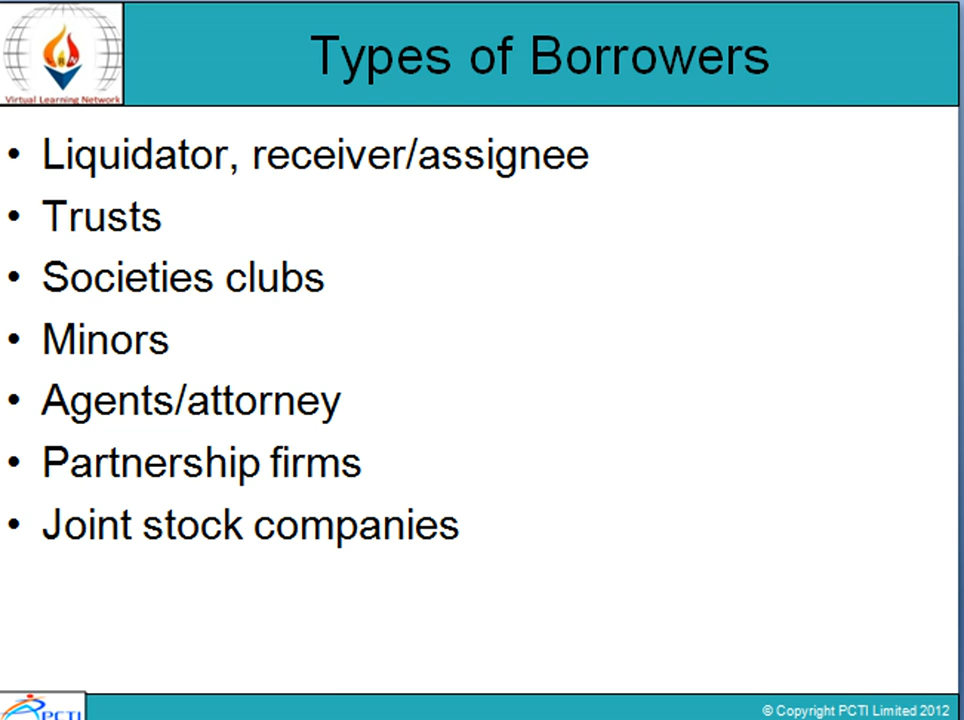 Types of Borrowers
Virtual Learning Network
• Liquidator, receiver/assignee
• Trusts
• Societies clubs
• Minors
• Agents/attorney
• Partnership firms
• Joint stock companies
PCTI
© Copyright PCTI Limited 2012